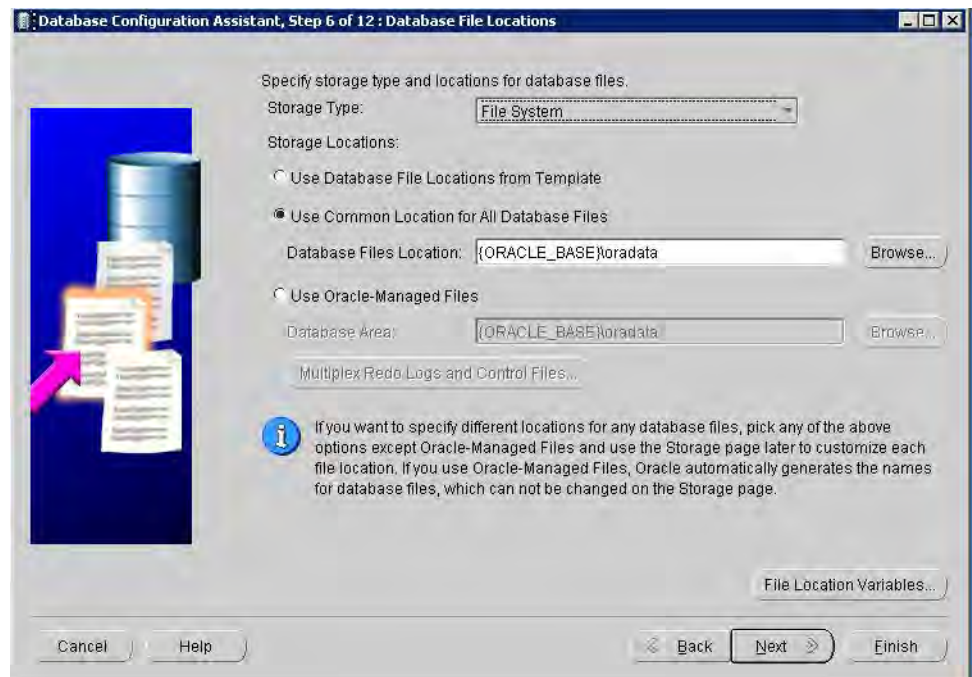 Database Configuration Assistant, Step 6 of 12 : Database File Locations
Specify storage type and locations for database files.
Storage Type:
File System
Storage Locations:
Use Database File Locations from Template
Use Common Location for All Database Files
Database Files Location:
{ORACLE_BASE}\oradata
Browse...
Use Oracle-Managed Files
Database Area:
{ORACLE_BASE}\oradata
Browse...
Multiplex Redo Logs and Control Files...
If you want to specify different locations for any database files, pick any of the above
options except Oracle-Managed Files and use the Storage page later to customize each
file location. If you use Oracle-Managed Files, Oracle automatically generates the names
for database files, which can not be changed on the Storage page.
File Location Variables...
Cancel
Help
Back
Next
Finish